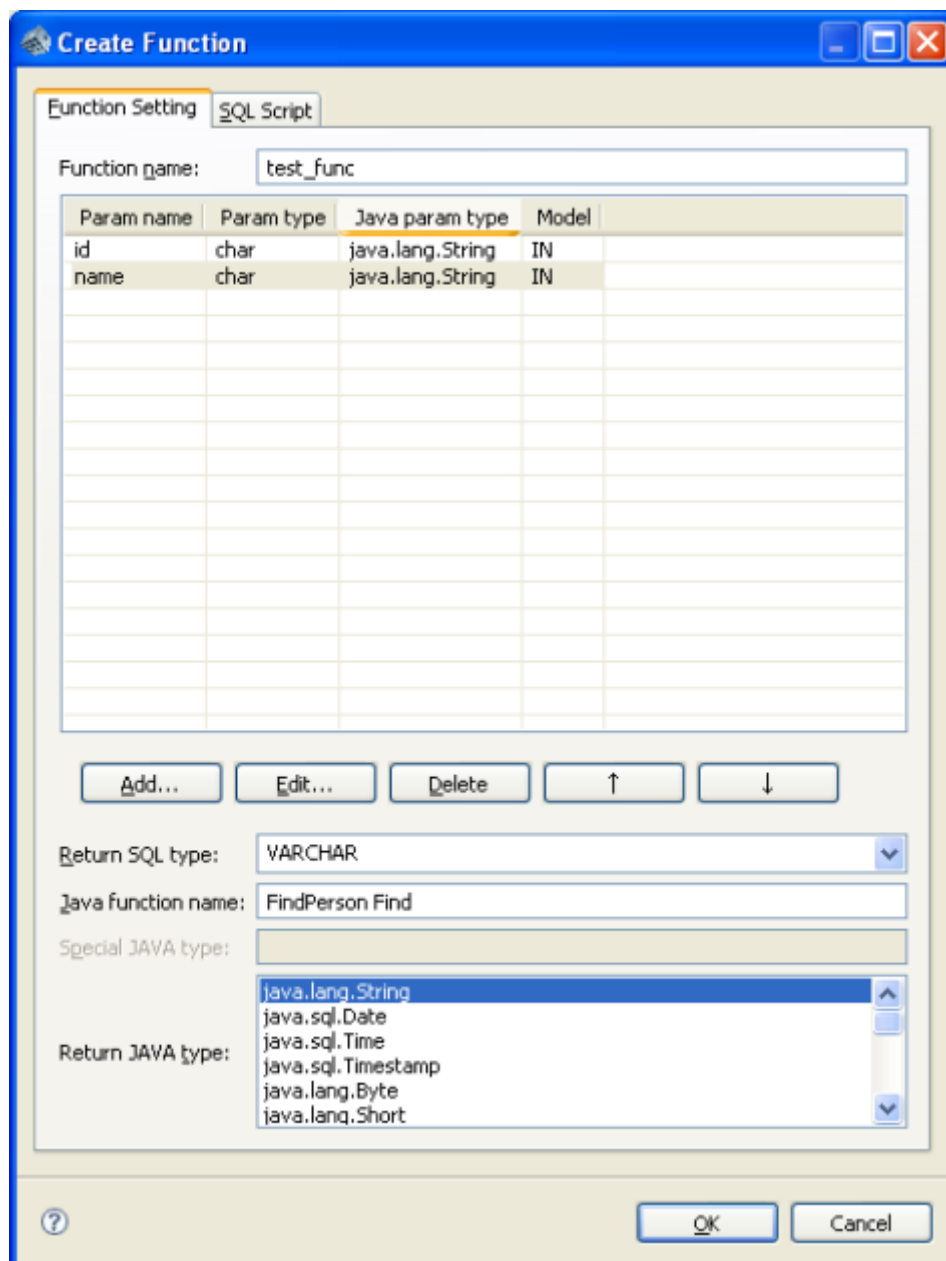 Create Function
Function Setting SQL Script
Function name: test_func
Param name Param type Java param type Model
id char java.lang.String IN
name char java.lang.String IN
Add... Edit... Delete ↑ ↓
Return SQL type: VARCHAR
Java function name: FindPerson Find
Special JAVA type:
java.lang.String
java.sql.Date
java.sql.Time
Return JAVA type:
java.sql.Timestamp
java.lang.Byte
java.lang.Short
? OK Cancel